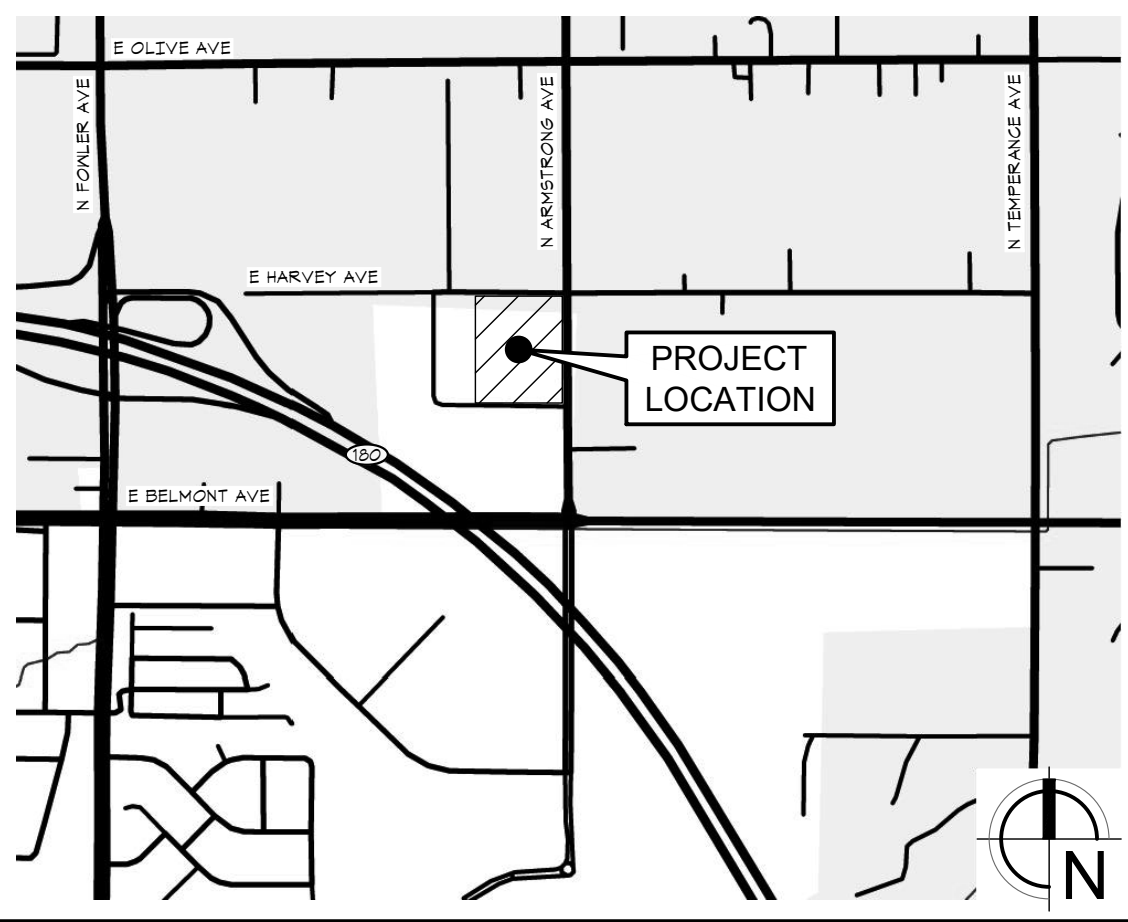 E OLIVE AVE
N FOWLER AVE
N ARMSTRONG AVE
N TEMPERANCE AVE
E HARVEY AVE
PROJECT
LOCATION
180
E BELMONT AVE
N